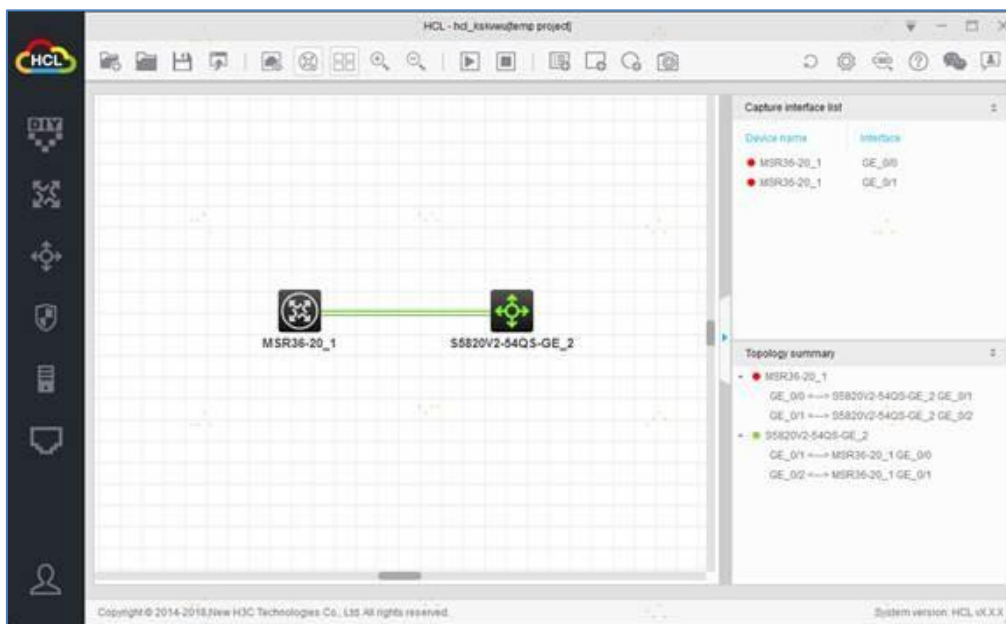 HCL - hcl_kskvwu[temp project]
HCL
DIY
Capture interface list
Device name Interface
MSR36-20_1 GE_0/0
MSR36-20_1 GE_0/1
MSR36-20_1 S5820V2-54QS-GE_2
Topology summary
MSR36-20_1
GE_0/0 <---> S5820V2-54QS-GE_2 GE_0/1
GE_0/1 <---> S5820V2-54QS-GE_2 GE_0/2
S5820V2-54QS-GE_2
GE_0/1 <---> MSR36-20_1 GE_0/0
GE_0/2 <---> MSR36-20_1 GE_0/1
Copyright © 2014-2018,New H3C Technologies Co., Ltd. All rights reserved. System version: HCL vX.X.X